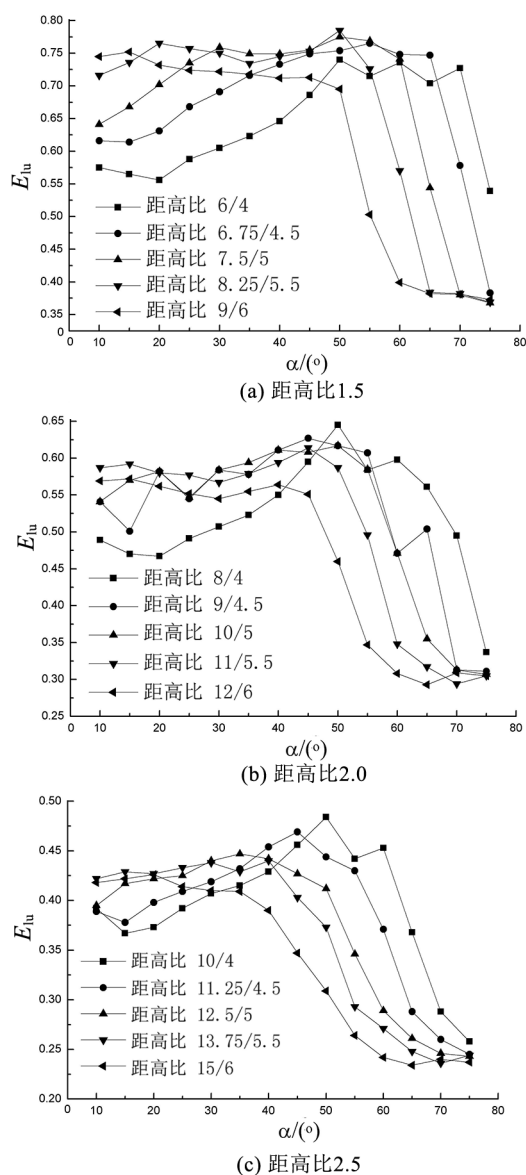 0.80
0.75
0.70
0.65
0.60
0.55
0.50
0.45
0.40
0.35
0
E_lu
距高比 6/4
距高比 6.75/4.5
距高比 7.5/5
距高比 8.25/5.5
距高比 9/6
0 10 20 30 40 50 60 70 80
α/(°)
(a) 距高比1.5
0.65
0.60
0.55
0.50
0.45
0.40
0.35
0.30
0.25
E_lu
距高比 8/4
距高比 9/4.5
距高比 10/5
距高比 11/5.5
距高比 12/6
0 10 20 30 40 50 60 70 80
α/(°)
(b) 距高比2.0
0.50
0.45
0.40
0.35
0.30
0.25
0.20
E_lu
距高比 10/4
距高比 11.25/4.5
距高比 12.5/5
距高比 13.75/5.5
距高比 15/6
0 10 20 30 40 50 60 70 80
α/(°)
(c) 距高比2.5